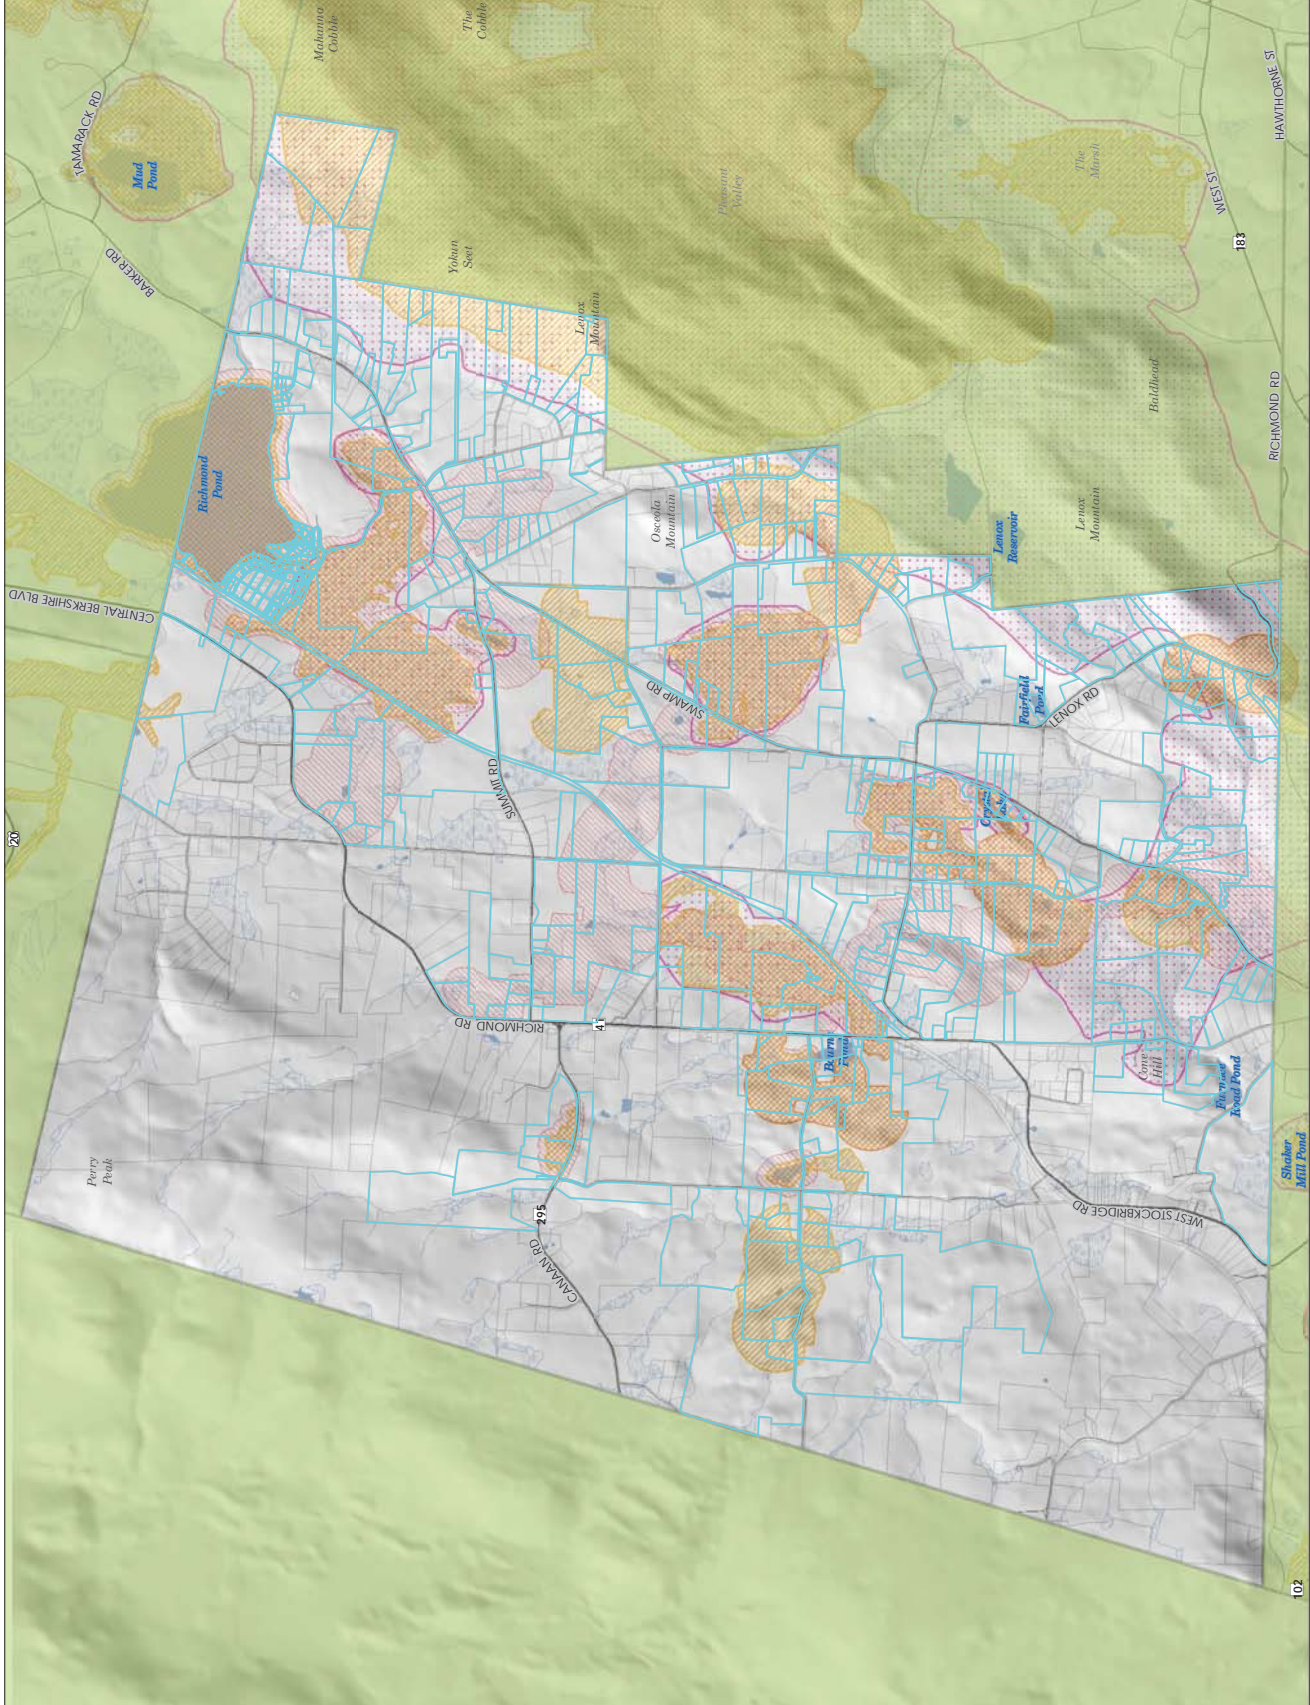 Mahanna
Cobble
The
Cobble
TAMARACK RD
Mud
Pond
HAWTHORNE ST
The
Marsh
Pleasant
Valley
WEST ST
183
BARKER RD
Yokun
Seet
Lenox
Mountain
Baldhead
RICHMOND RD
Richmond
Pond
Osceola
Mountain
Lenox
Mountain
Lenox
Reservoir
CENTRAL BERKSHIRE BLVD
SWAMP RD
Fairfield
Pond
LENOX RD
20
SUMMIT RD
RICHMOND RD
41
Cone
Hill
Road Pond
Perry
Peak
Shaker
Mill Pond
295
CANAAN RD
WEST STOCKBRIDGE RD
102